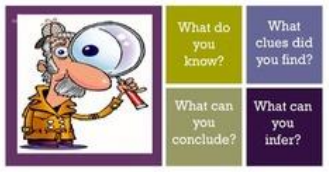 What do
you
know?
What
clues did
you find?
What can
you
conclude?
What can
you
infer?